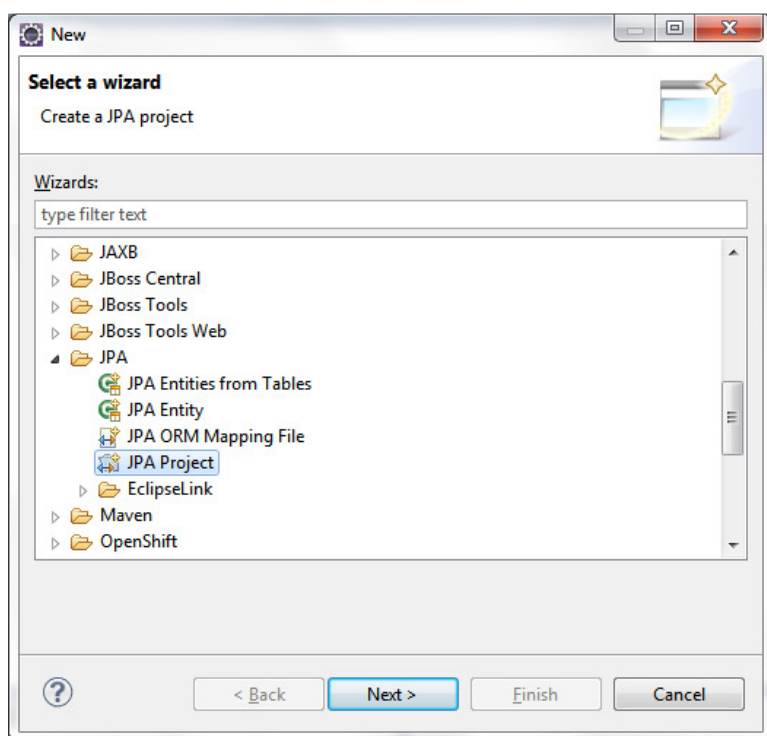 New
Select a wizard
Create a JPA project
Wizards:
type filter text
JAXB
JBoss Central
JBoss Tools
JBoss Tools Web
JPA
JPA Entities from Tables
JPA Entity
JPA ORM Mapping File
JPA Project
EclipseLink
Maven
OpenShift
? < Back Next > Finish Cancel